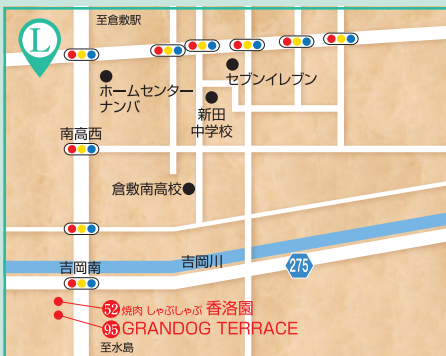 至倉敷駅
L
セブンイレブン
ホームセンター
ナンバ
新田
中学校
南高西
倉敷南高校
吉岡川
275
吉岡南
52 焼肉 しゃぶしゃぶ 香洛園
95 GRANDOG TERRACE
至水島